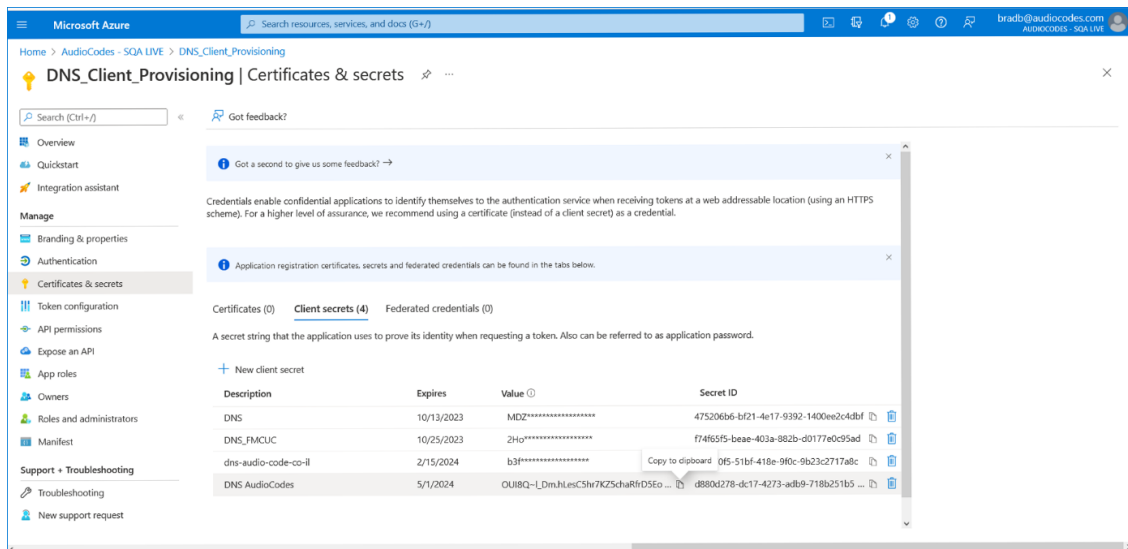 Microsoft Azure
Search resources, services, and docs (G+/)
1
bradb@audiocodes.com
AUDIOCODES - SQA LIVE
Home > AudioCodes - SQA LIVE > DNS_Client_Provisioning
DNS_Client_Provisioning | Certificates & secrets
Search (Ctrl+/)
Got feedback?
Overview
Quickstart
Integration assistant
Manage
Branding & properties
Authentication
Certificates & secrets
Token configuration
API permissions
Expose an API
App roles
Owners
Roles and administrators
Manifest
Support + Troubleshooting
Troubleshooting
New support request
Got a second to give us some feedback?
Credentials enable confidential applications to identify themselves to the authentication service when receiving tokens at a web addressable location (using an HTTPS
scheme). For a higher level of assurance, we recommend using a certificate (instead of a client secret) as a credential.
Application registration certificates, secrets and federated credentials can be found in the tabs below.
Certificates (0) Client secrets (4) Federated credentials (0)
A secret string that the application uses to prove its identity when requesting a token. Also can be referred to as application password.
New client secret
Description Expires Value Secret ID
DNS 10/13/2023 MDZ****************** 475206b6-bf21-4e17-9392-1400ee2c4dbf
DNS_FMCUC 10/25/2023 2Ho****************** f74f65f5-beae-403a-882b-d0177e0c95ad
dns-audio-code-co-il 2/15/2024 b3f****************** Copy to clipboard 0f5-51bf-418e-9f0c-9b23c2717a8c
DNS AudioCodes 5/1/2024 OUI8Q~l_Dm.hLesC5hr7KZ5chaRfrD5Eo ... d880d278-dc17-4273-adb9-718b251b5 ...